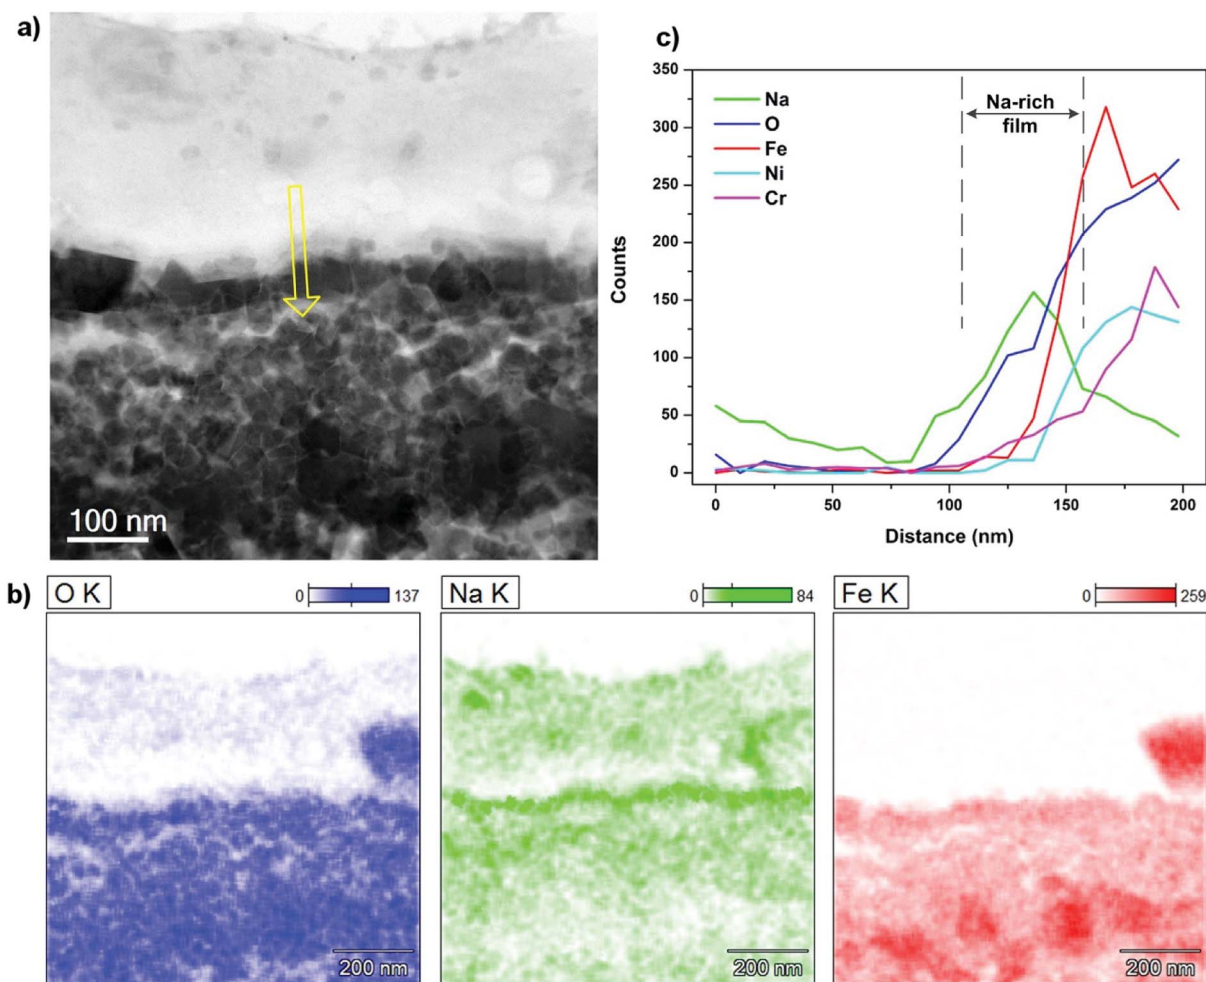 a)
100 nm
c)
350
300
250
200
150
100
50
0
Counts
Na
O
Fe
Ni
Cr
Na-rich
film
0 50 100 150 200
Distance (nm)
b)
O K 0 137
Na K 0 84
Fe K 0 259
200 nm
200 nm
200 nm